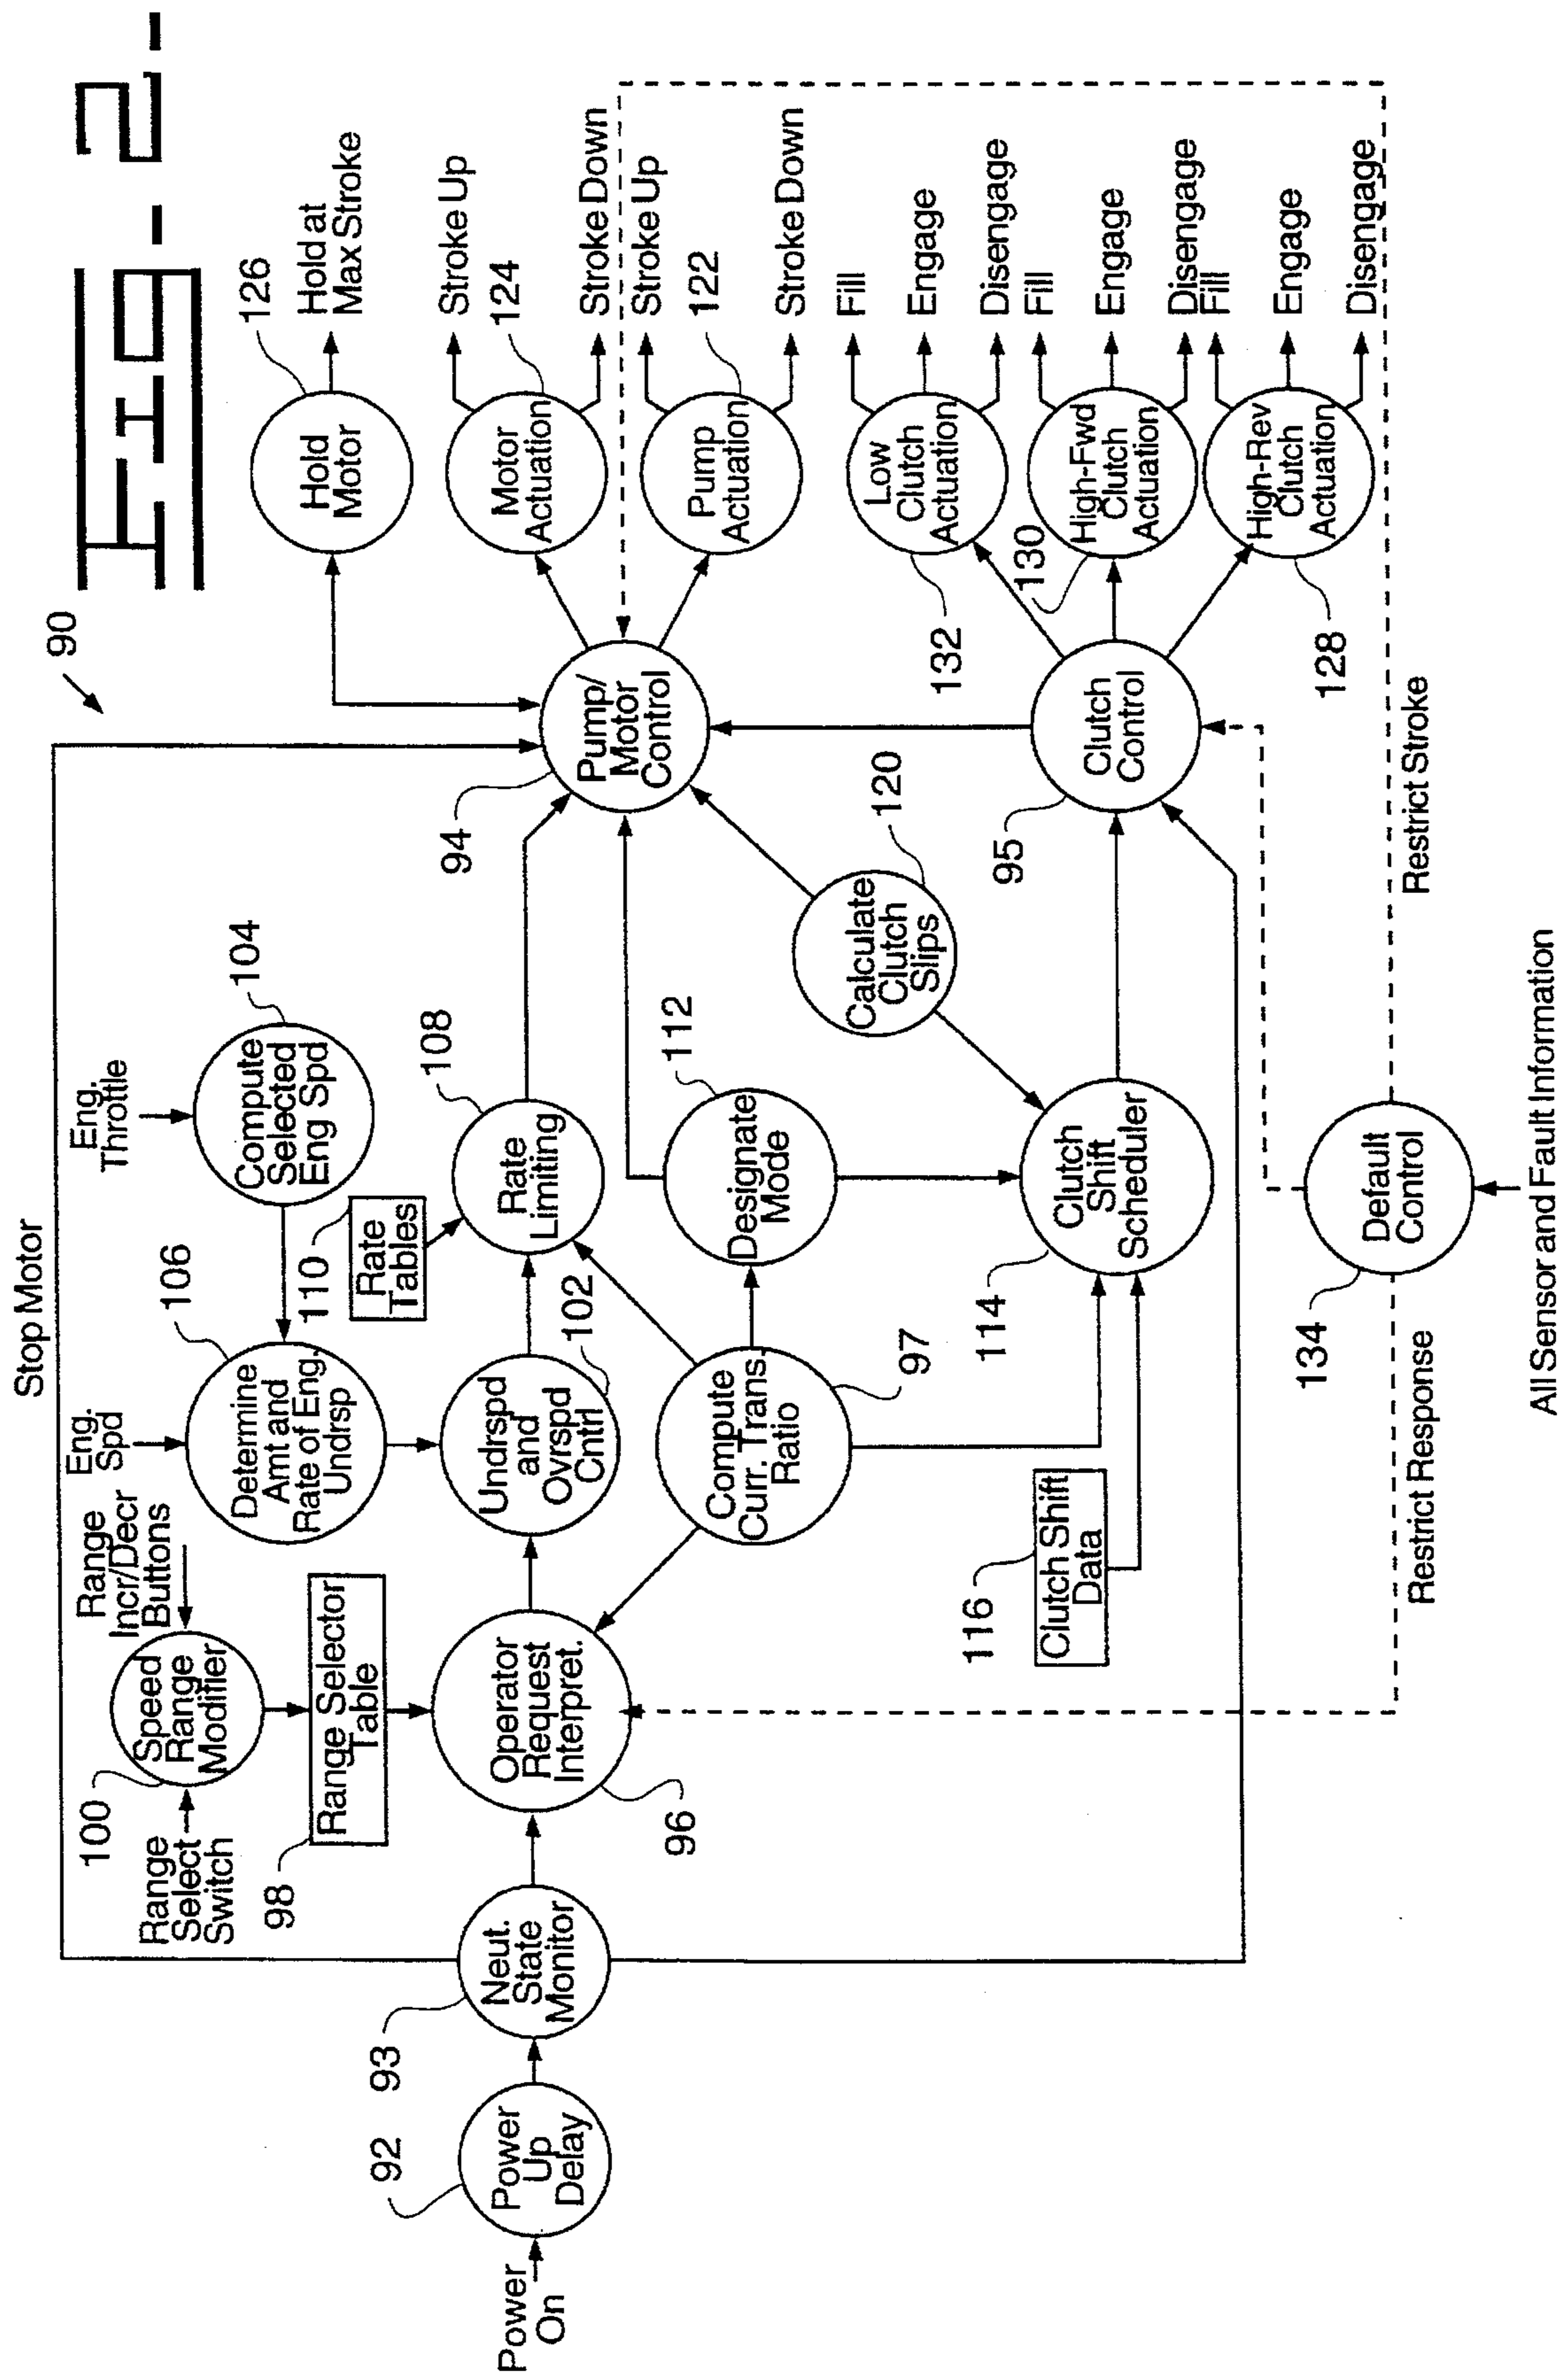 Fig-2-
90
Stop Motor
Power
On
92
Power
Up
Delay
93
Neut.
State
Monitor
Range
Select
Switch
100
Speed
Range
Modifier
Range
Incr/Decr
Buttons
98
Range Selector
Table
96
Operator
Request
Interpret.
Eng.
Spd
106
Determine
Amt and
Rate of Eng.
Undrsp
Eng.
Throttle
104
Compute
Selected
Eng Spd
102
Undrspd
and
Ovrspd
Cntrl
110
Rate
Tables
108
Rate
Limiting
97
Compute
Curr. Trans.
Ratio
112
Designate
Mode
116
Clutch Shift
Data
114
Clutch
Shift
Scheduler
120
Calculate
Clutch
Slips
94
Pump/
Motor
Control
95
Clutch
Control
126
Hold
Motor
Hold at
Max Stroke
124
Motor
Actuation
Stroke Up
Stroke Down
122
Pump
Actuation
Stroke Up
Stroke Down
132
Low
Clutch
Actuation
Fill
Engage
Disengage
130
High-Fwd
Clutch
Actuation
Fill
Engage
Disengage
128
High-Rev
Clutch
Actuation
Fill
Engage
Disengage
134
Default
Control
Restrict Response
Restrict Stroke
All Sensor and Fault Information